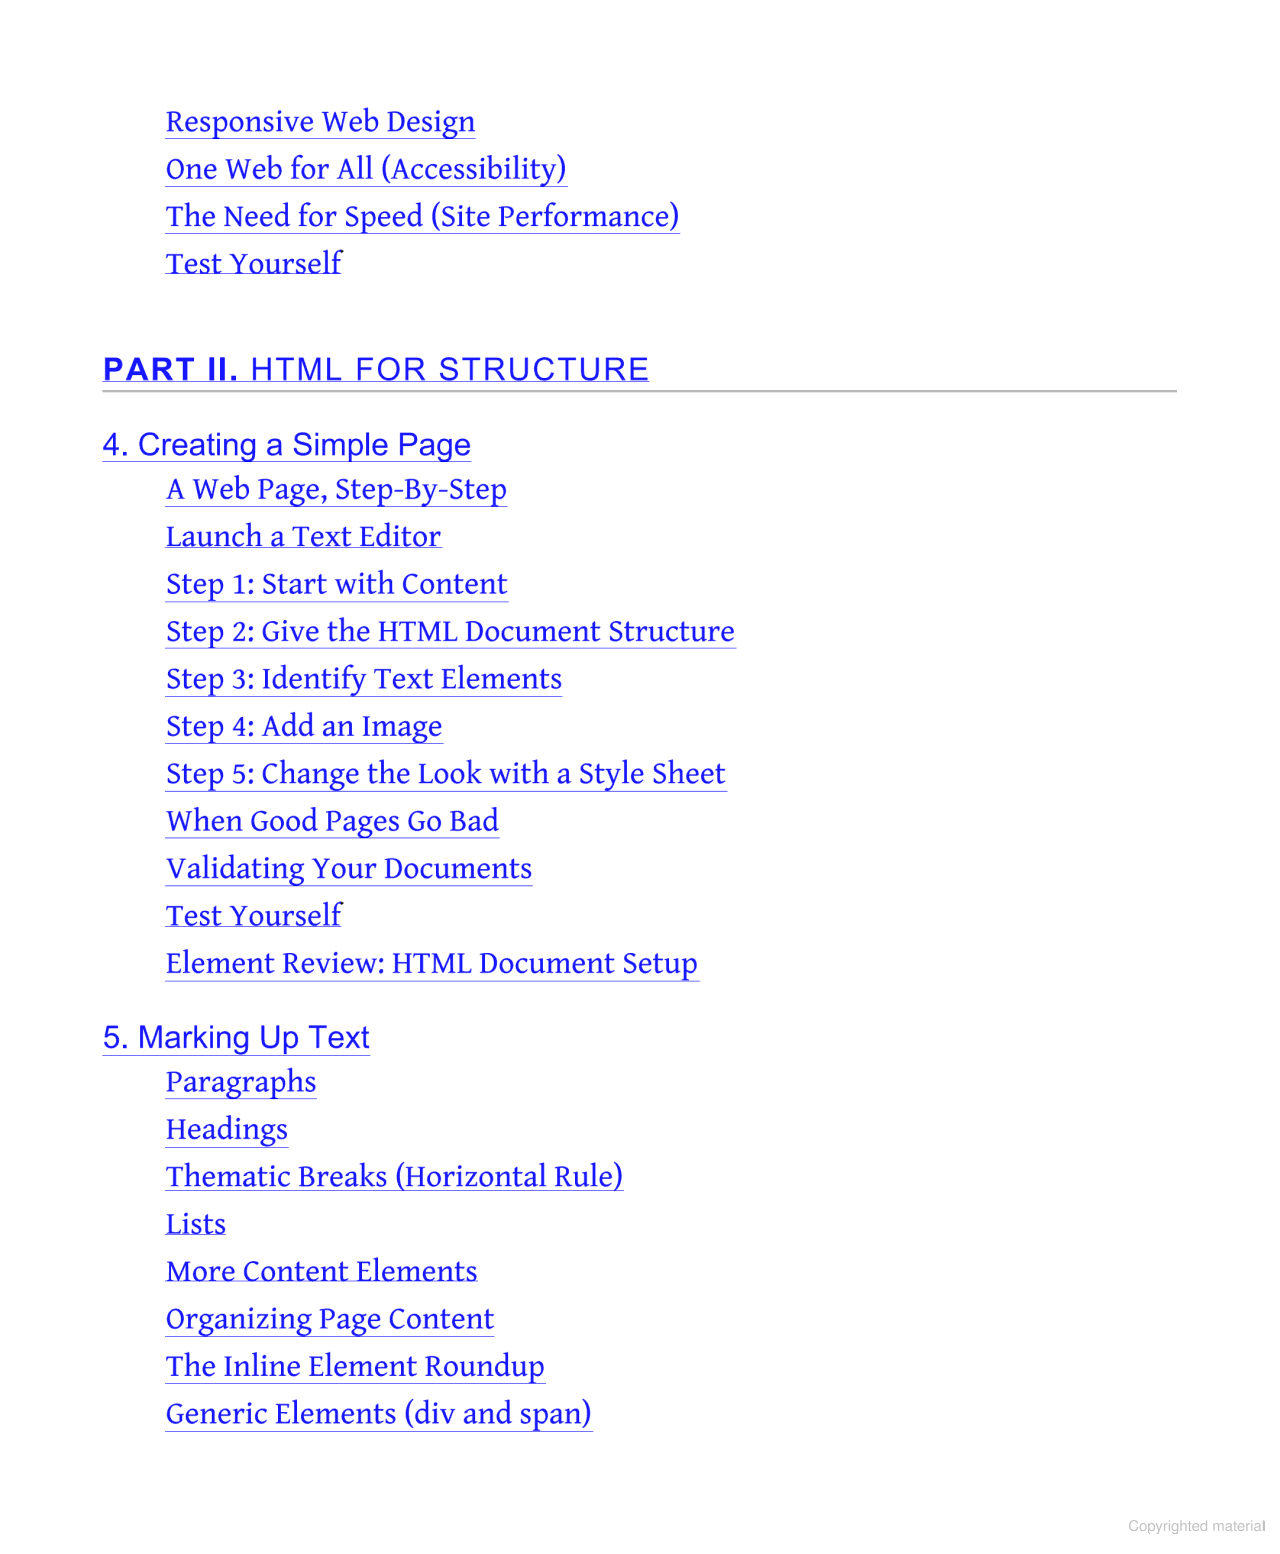 Responsive Web Design
One Web for All (Accessibility)
The Need for Speed (Site Performance)
Test Yourself
PART II. HTML FOR STRUCTURE
4. Creating a Simple Page
A Web Page, Step-By-Step
Launch a Text Editor
Step 1: Start with Content
Step 2: Give the HTML Document Structure
Step 3: Identify Text Elements
Step 4: Add an Image
Step 5: Change the Look with a Style Sheet
When Good Pages Go Bad
Validating Your Documents
Test Yourself
Element Review: HTML Document Setup
5. Marking Up Text
Paragraphs
Headings
Thematic Breaks (Horizontal Rule)
Lists
More Content Elements
Organizing Page Content
The Inline Element Roundup
Generic Elements (div and span)
Copyrighted material